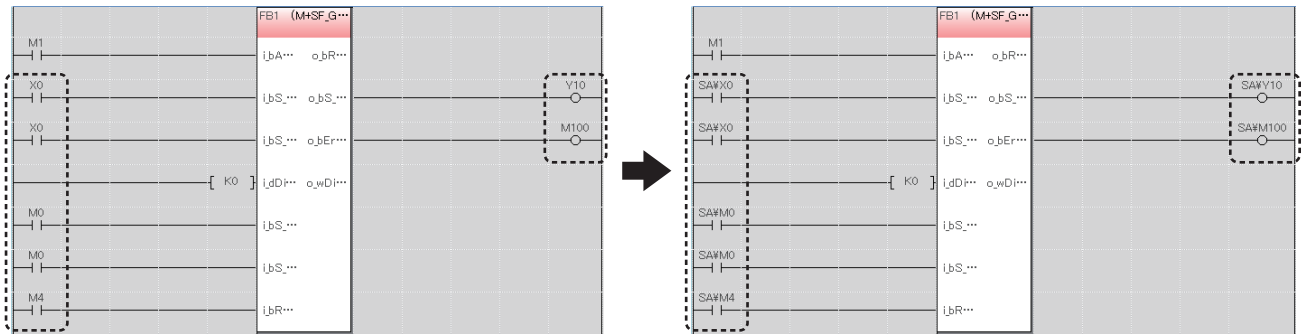 FB1 (M+SF_G…
M1
i_bA… o_bR…
X0 Y10
i_bS_… o_bS_…
X0 M100
i_bS_… o_bEr…
K0 i_dDi… o_wDi…
M0
i_bS_…
M0
i_bS_…
M4
i_bR…
FB1 (M+SF_G…
M1
i_bA… o_bR…
SA¥X0 SA¥Y10
i_bS_… o_bS_…
SA¥X0 SA¥M100
i_bS_… o_bEr…
K0 i_dDi… o_wDi…
SA¥M0
i_bS_…
SA¥M0
i_bS_…
SA¥M4
i_bR…